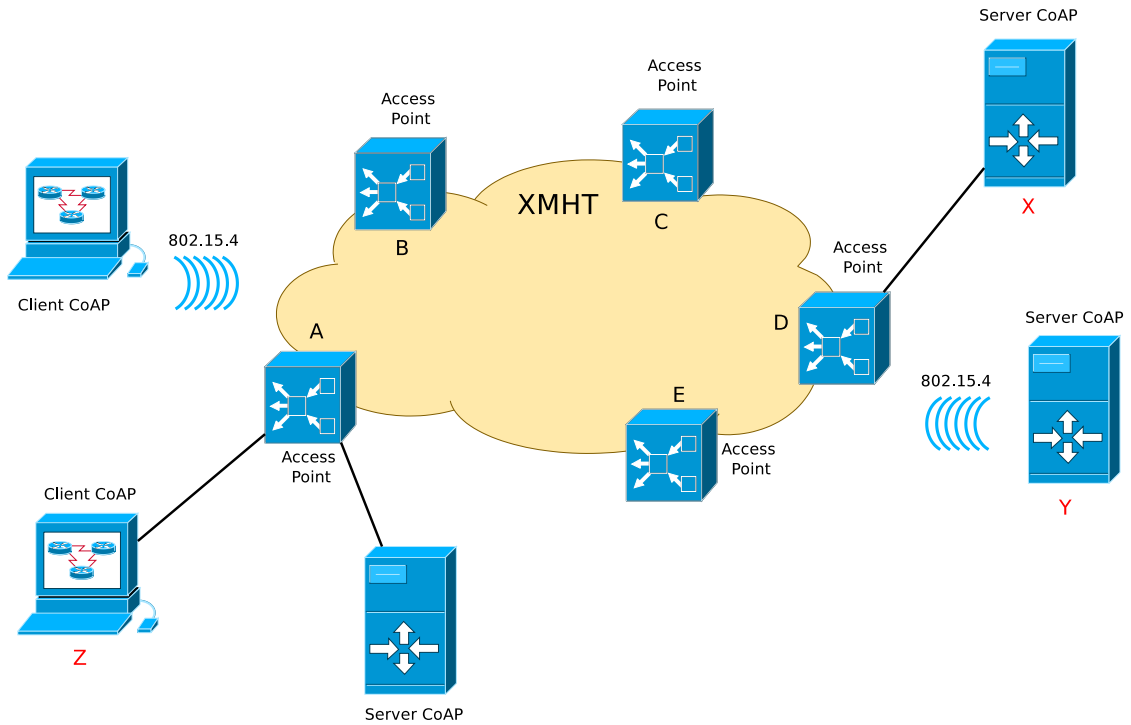 Server CoAP
Access
Point
Access
Point
C
X
B
XMHT
802.15.4
Client CoAP
Access
Point
D
A
Server CoAP
802.15.4
E
Access
Point
Access
Point
Client CoAP
Y
Z
Server CoAP